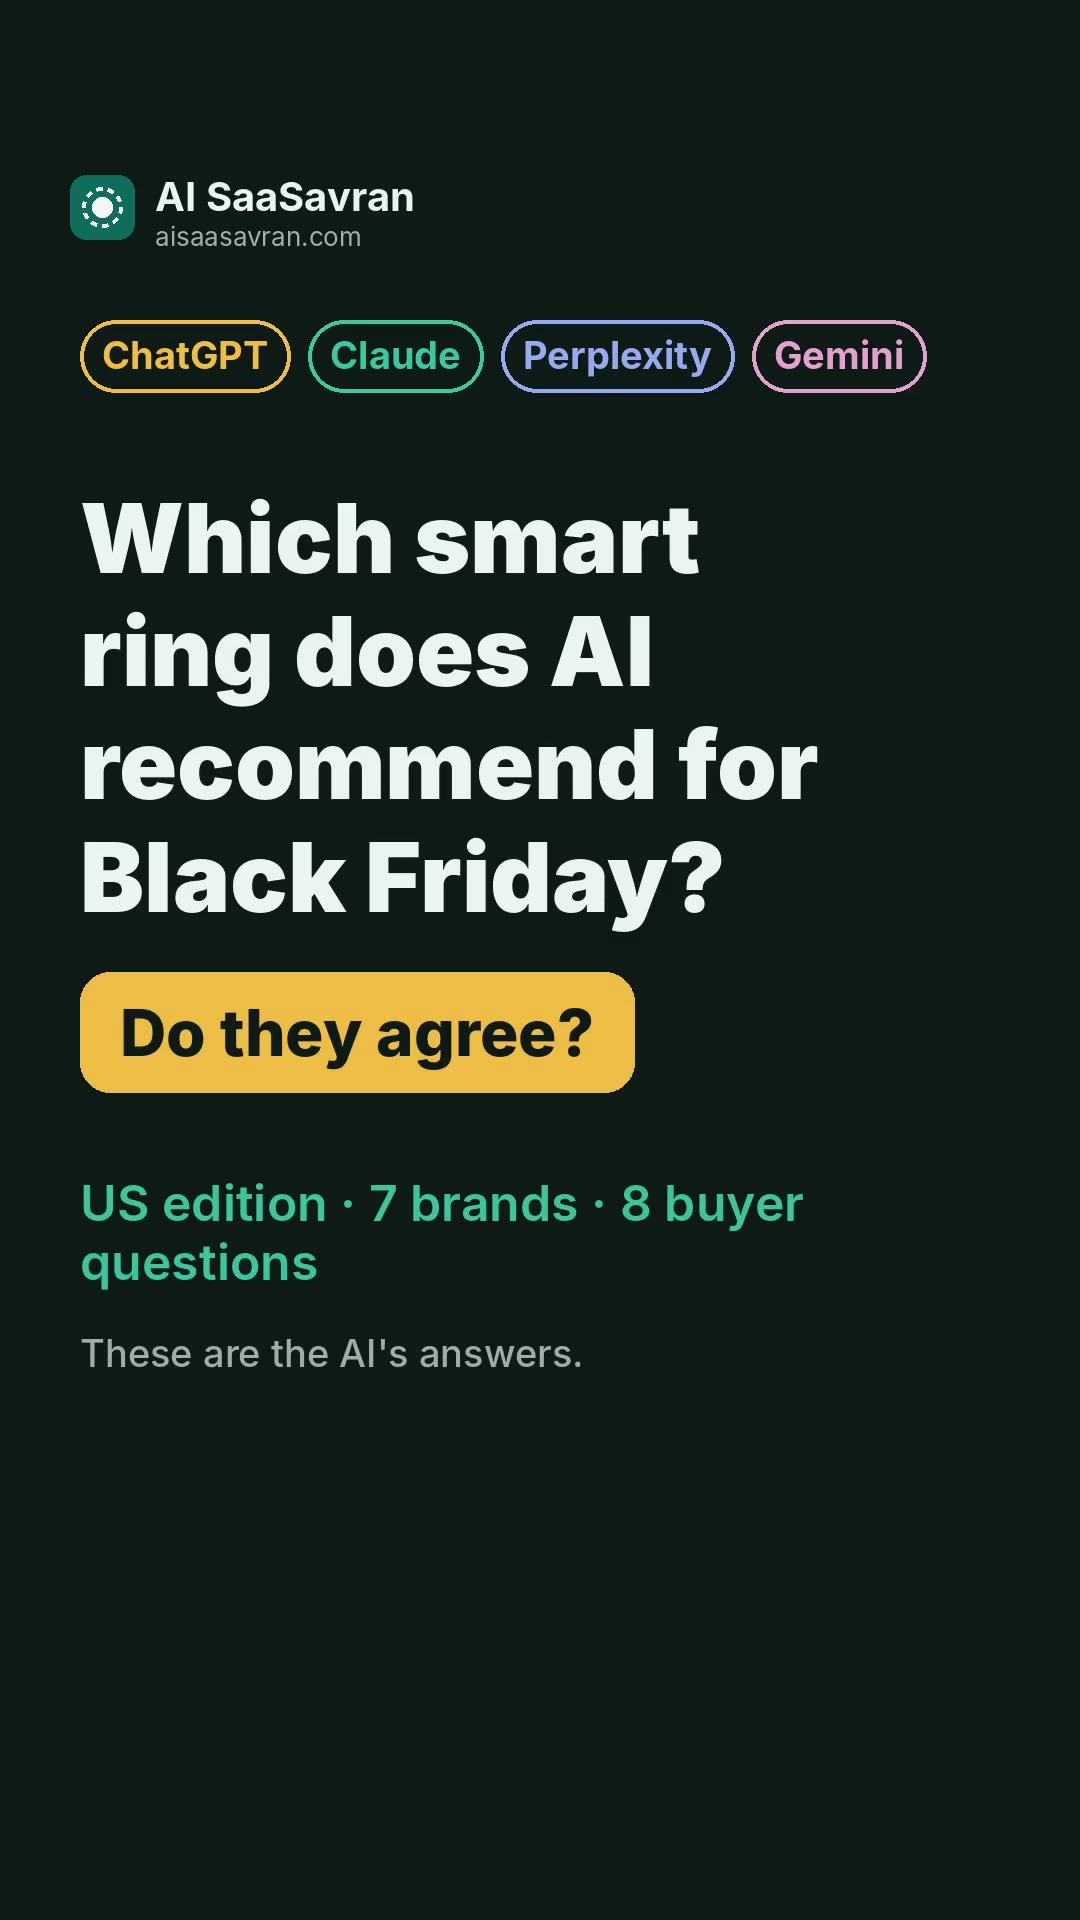 AI SaaSavran
aisaasavran.com
ChatGPT Claude Perplexity Gemini
Which smart
ring does AI
recommend for
Black Friday?
Do they agree?
US edition · 7 brands · 8 buyer
questions
These are the AI's answers.